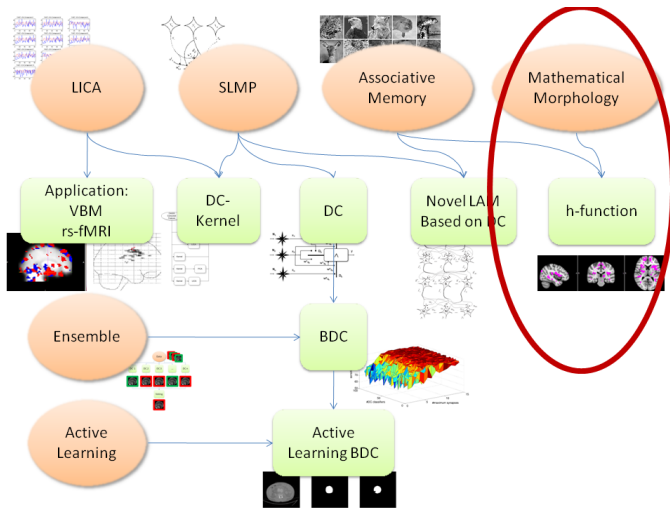 LICA
SLMP
Associative
Memory
Mathematical
Morphology
Application:
VBM
rs-fMRI
DC-
Kernel
DC
Novel LAM
Based on DC
h-function
Ensemble
BDC
Active
Learning
Active
Learning BDC